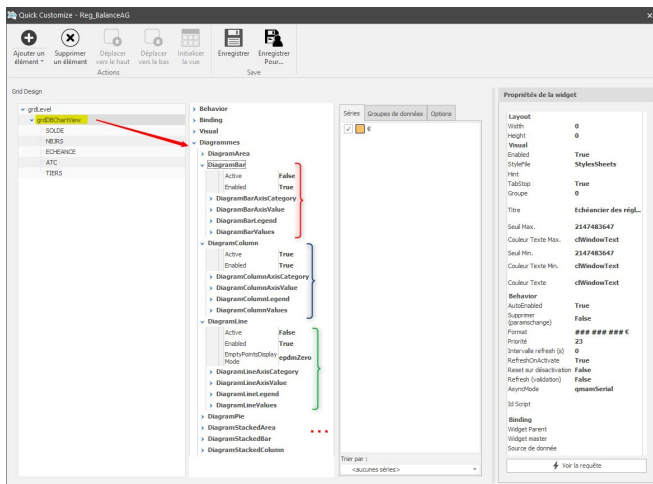 Quick Customize - Reg_BalanceAG
Ajouter un élément
Supprimer un élément
Déplacer vers le haut
Déplacer vers le bas
Initialiser la vue
Enregistrer
Enregistrer Pour...
Actions
Save
Grid Design
grdLevel
grdDBChartView
SOLDE
NBJRS
ECHEANCE
ATC
TIERS
Behavior
Binding
Visual
Diagrammes
DiagramArea
DiagramBar
Active False
Enabled True
DiagramBarAxisCategory
DiagramBarAxisValue
DiagramBarLegend
DiagramBarValues
DiagramColumn
Active True
Enabled True
DiagramColumnAxisCategory
DiagramColumnAxisValue
DiagramColumnLegend
DiagramColumnValues
DiagramLine
Active False
Enabled True
EmptyPointsDisplay Mode epdmZero
DiagramLineAxisCategory
DiagramLineAxisValue
DiagramLineLegend
DiagramLineValues
DiagramPie
DiagramStackedArea
DiagramStackedBar
DiagramStackedColumn
Séries Groupes de données Options
€
Trier par :
<aucunes séries>
Propriétés de la widget
Layout
Width 0
Height 0
Visual
Enabled True
StyleFile StylesSheets
Hint
TabStop True
Groupe 0
Titre Echéancier des régl...
Seuil Max. 2147483647
Couleur Texte Max. clWindowText
Seuil Min. 2147483647
Couleur Texte Min. clWindowText
Couleur Texte clWindowText
Behavior
AutoEnabled True
Supprimer (paramschange) False
Format ### ### ### €
Priorité 23
Intervalle refresh (s) 0
RefreshOnActivate True
Reset sur désactivation False
Refresh (validation) False
AsyncMode qmamSerial
Id Script
Binding
Widget Parent
Widget master
Source de donnée
Voir la requête